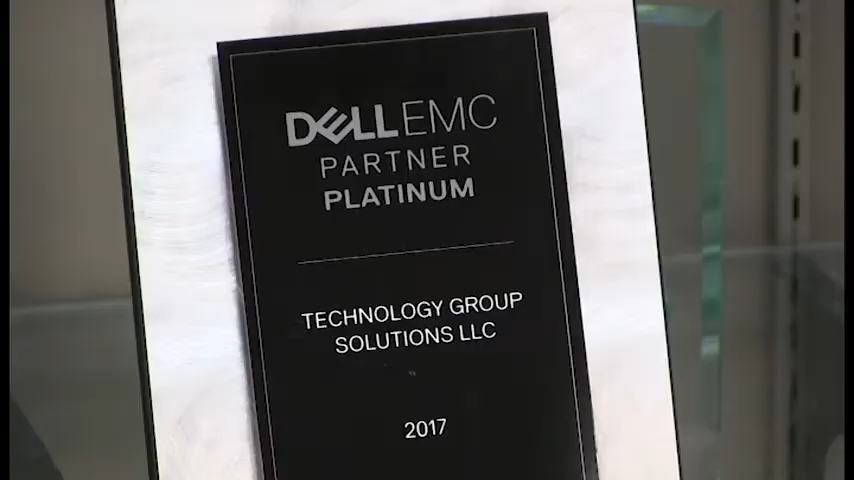 DELLEMC
PARTNER
PLATINUM
TECHNOLOGY GROUP
SOLUTIONS LLC
2017